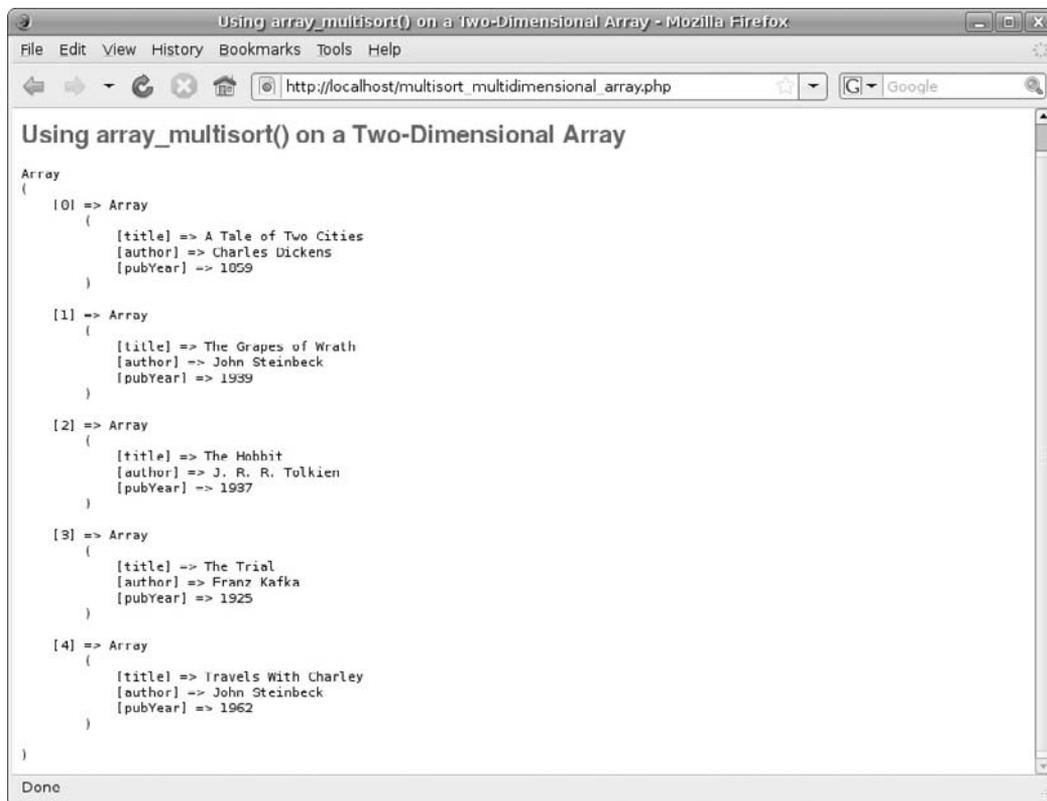 Using array_multisort() on a Two-Dimensional Array - Mozilla Firefox
File Edit View History Bookmarks Tools Help
http://localhost/multisort_multidimensional_array.php
G Google
Using array_multisort() on a Two-Dimensional Array
Array
(
[0] => Array
(
[title] => A Tale of Two Cities
[author] => Charles Dickens
[pubYear] => 1859
)
[1] => Array
(
[title] => The Grapes of Wrath
[author] => John Steinbeck
[pubYear] => 1939
)
[2] => Array
(
[title] => The Hobbit
[author] => J. R. R. Tolkien
[pubYear] => 1937
)
[3] => Array
(
[title] => The Trial
[author] => Franz Kafka
[pubYear] => 1925
)
[4] => Array
(
[title] => Travels With Charley
[author] => John Steinbeck
[pubYear] => 1962
)
)
Done